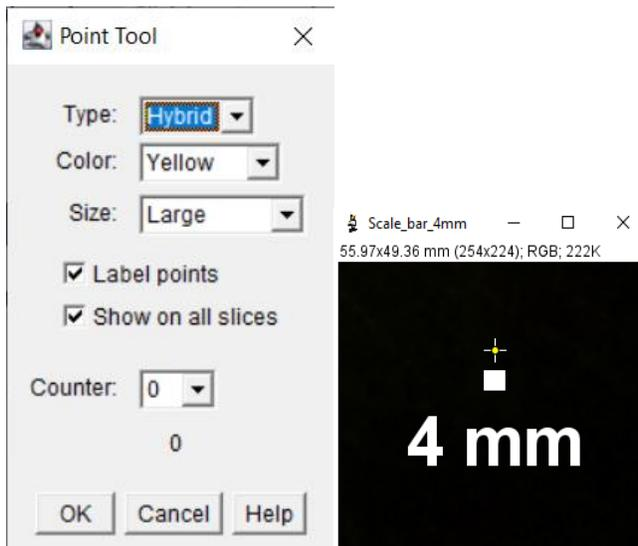 Point Tool
Type: Hybrid
Color: Yellow
Size: Large
Label points
Show on all slices
Counter: 0
0
OK Cancel Help
Scale_bar_4mm
55.97x49.36 mm (254x224); RGB; 222K
4 mm